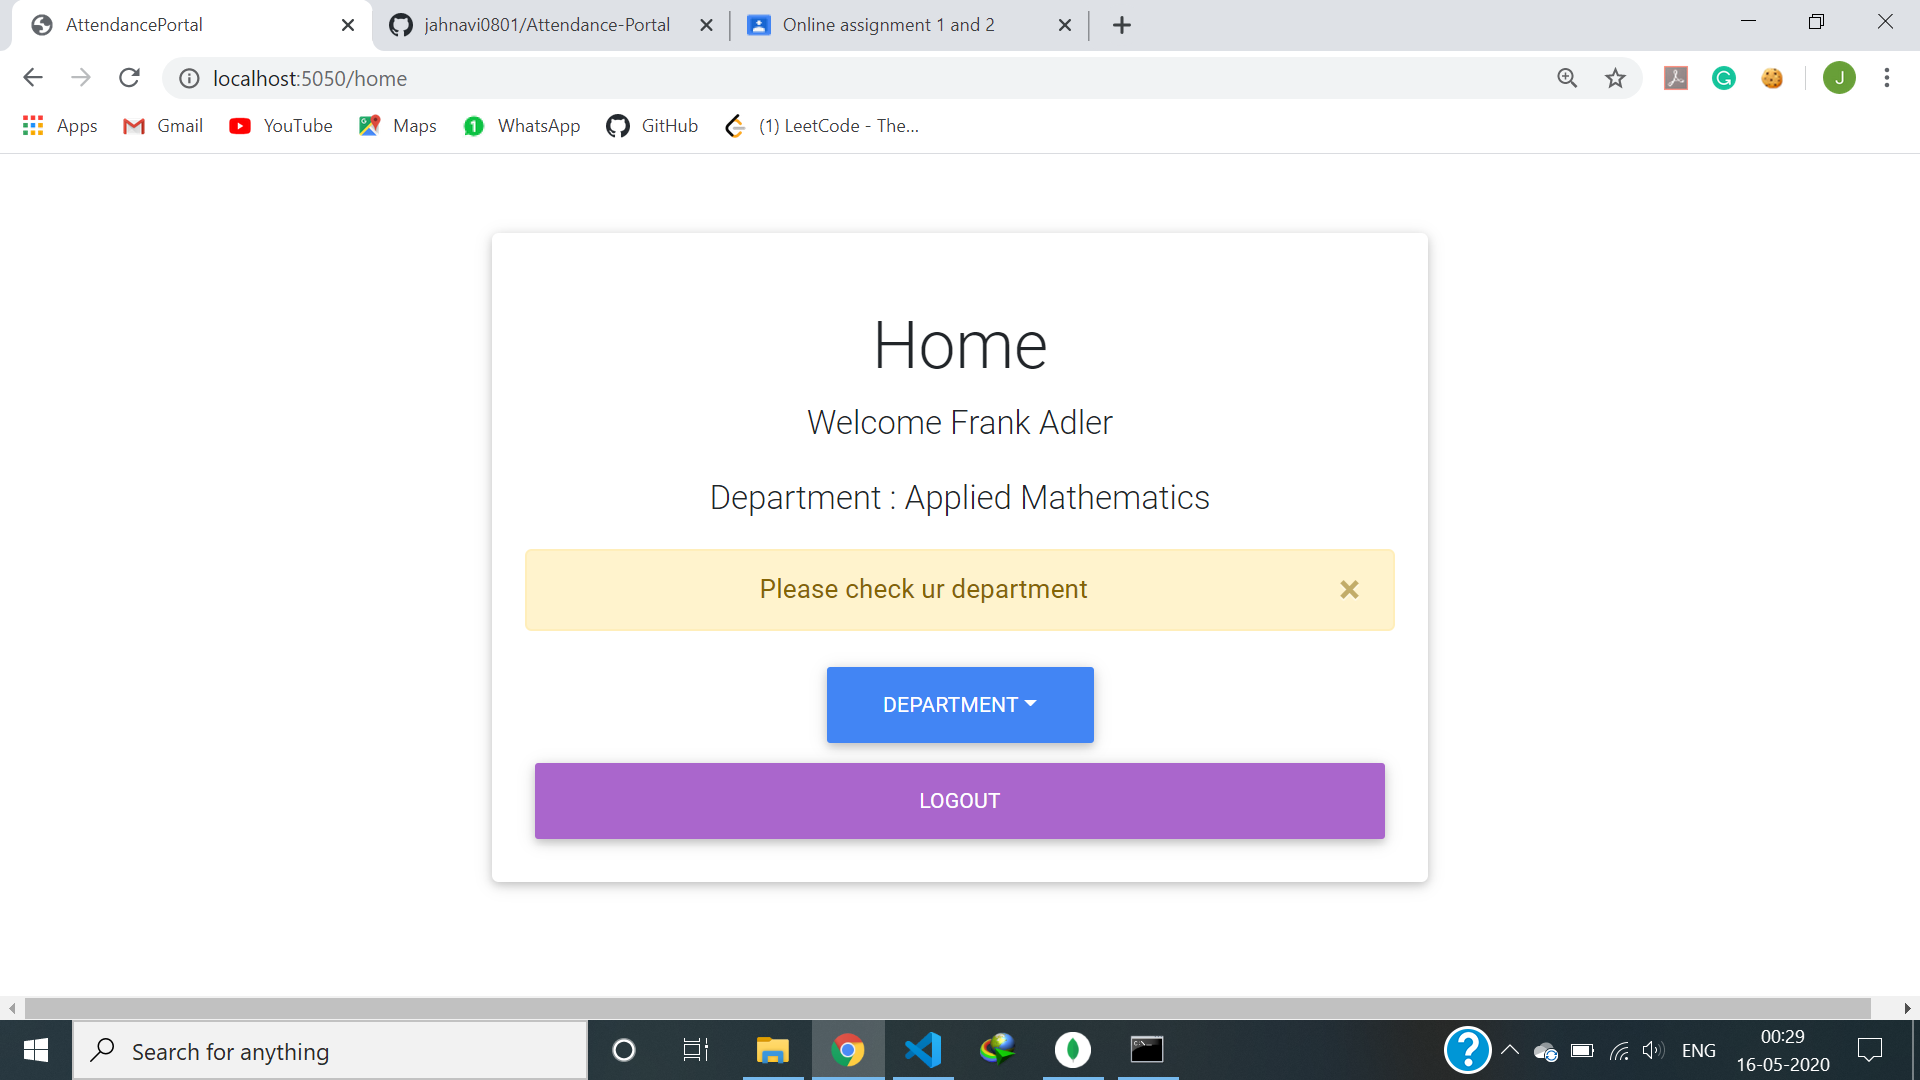 AttendancePortal
jahnavi0801/Attendance-Portal
Online assignment 1 and 2
localhost:5050/home
J
Apps
Gmail
YouTube
Maps
1 WhatsApp
GitHub
(1) LeetCode - The...
Home
Welcome Frank Adler
Department : Applied Mathematics
Please check ur department
DEPARTMENT
LOGOUT
Search for anything
ENG
00:29
16-05-2020